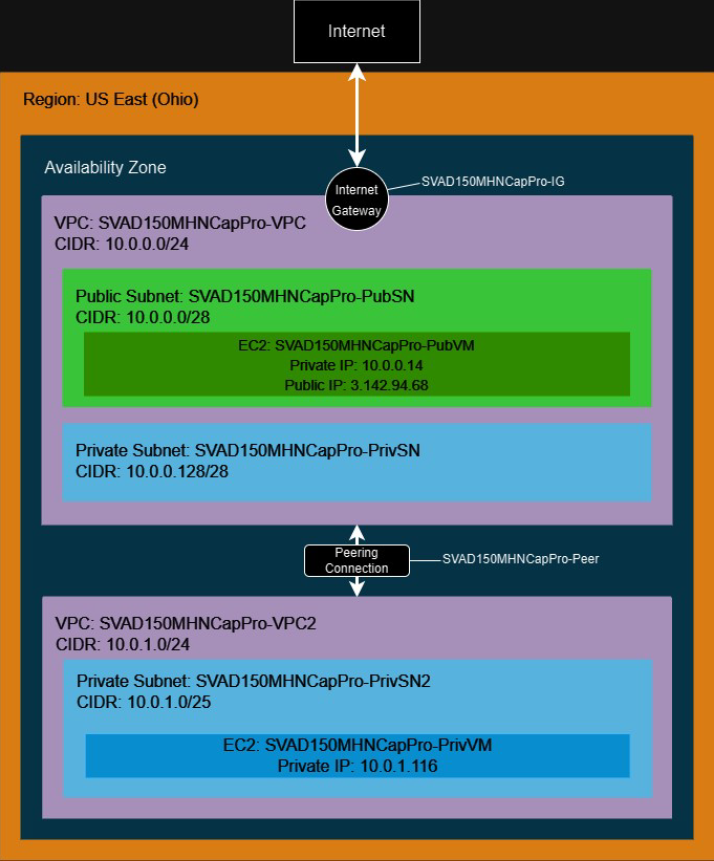 Internet
Region: US East (Ohio)
Availability Zone
Internet
Gateway
SVAD150MHNCapPro-IG
VPC: SVAD150MHNCapPro-VPC
CIDR: 10.0.0.0/24
Public Subnet: SVAD150MHNCapPro-PubSN
CIDR: 10.0.0.0/28
EC2: SVAD150MHNCapPro-PubVM
Private IP: 10.0.0.14
Public IP: 3.142.94.68
Private Subnet: SVAD150MHNCapPro-PrivSN
CIDR: 10.0.0.128/28
Peering
Connection
SVAD150MHNCapPro-Peer
VPC: SVAD150MHNCapPro-VPC2
CIDR: 10.0.1.0/24
Private Subnet: SVAD150MHNCapPro-PrivSN2
CIDR: 10.0.1.0/25
EC2: SVAD150MHNCapPro-PrivVM
Private IP: 10.0.1.116